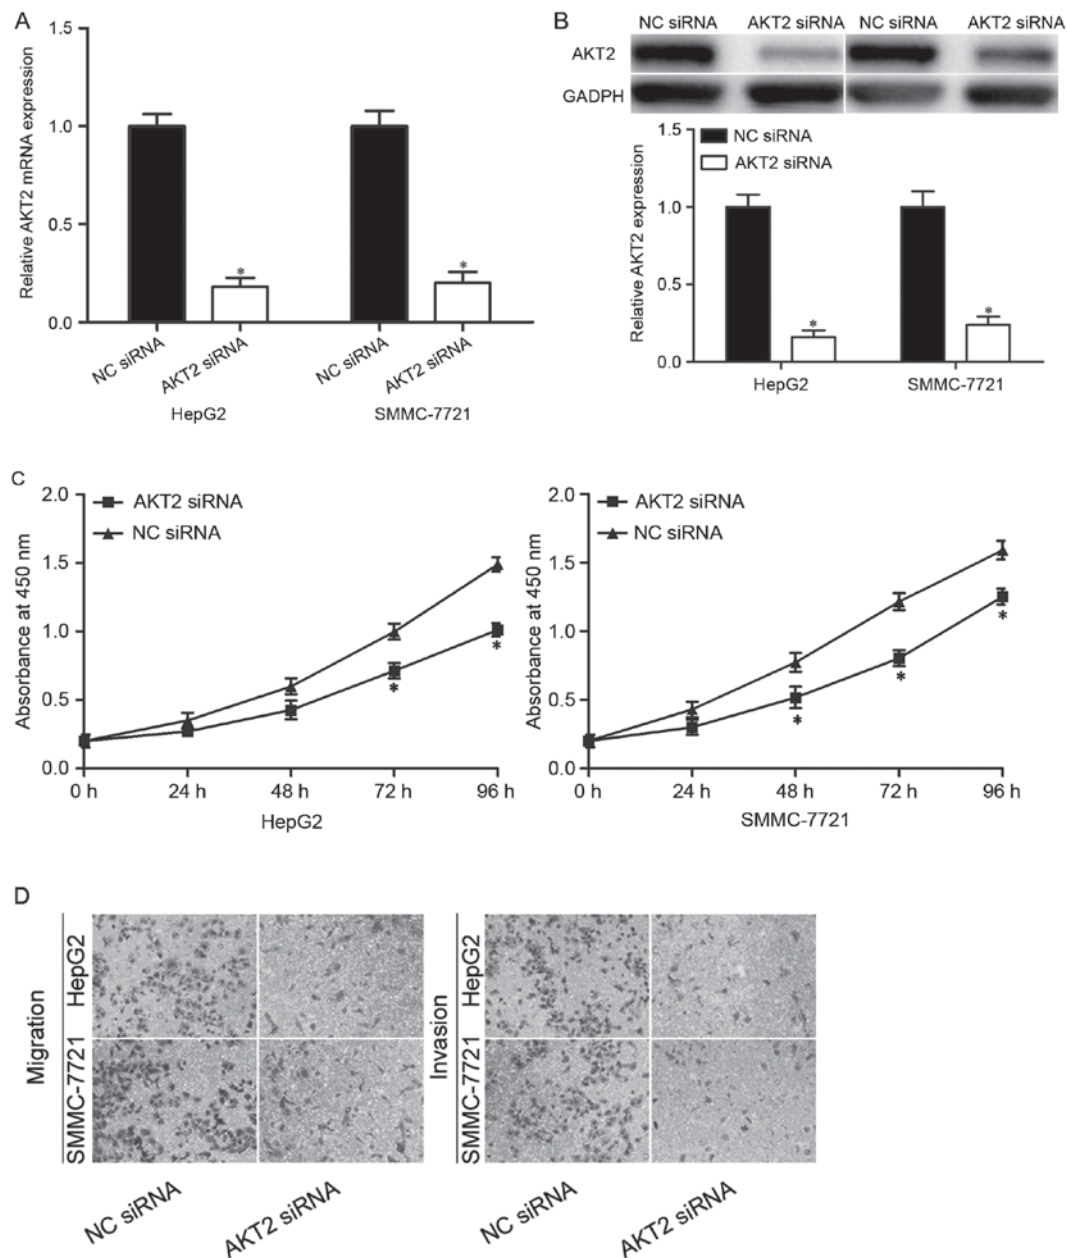 A
1.5
1.0
0.5
0.0
Relative AKT2 mRNA expression
*
*
NC siRNA
AKT2 siRNA
NC siRNA
AKT2 siRNA
HepG2
SMMC-7721
B
NC siRNA AKT2 siRNA NC siRNA AKT2 siRNA
AKT2
GADPH
1.5
1.0
0.5
0.0
Relative AKT2 expression
NC siRNA
AKT2 siRNA
*
*
HepG2
SMMC-7721
C
2.0
1.5
1.0
0.5
0.0
Absorbance at 450 nm
AKT2 siRNA
NC siRNA
*
*
0 h 24 h 48 h 72 h 96 h
HepG2
2.0
1.5
1.0
0.5
0.0
Absorbance at 450 nm
AKT2 siRNA
NC siRNA
*
*
*
0 h 24 h 48 h 72 h 96 h
SMMC-7721
D
Migration
HepG2
SMMC-7721
NC siRNA
AKT2 siRNA
Invasion
HepG2
SMMC-7721
NC siRNA
AKT2 siRNA